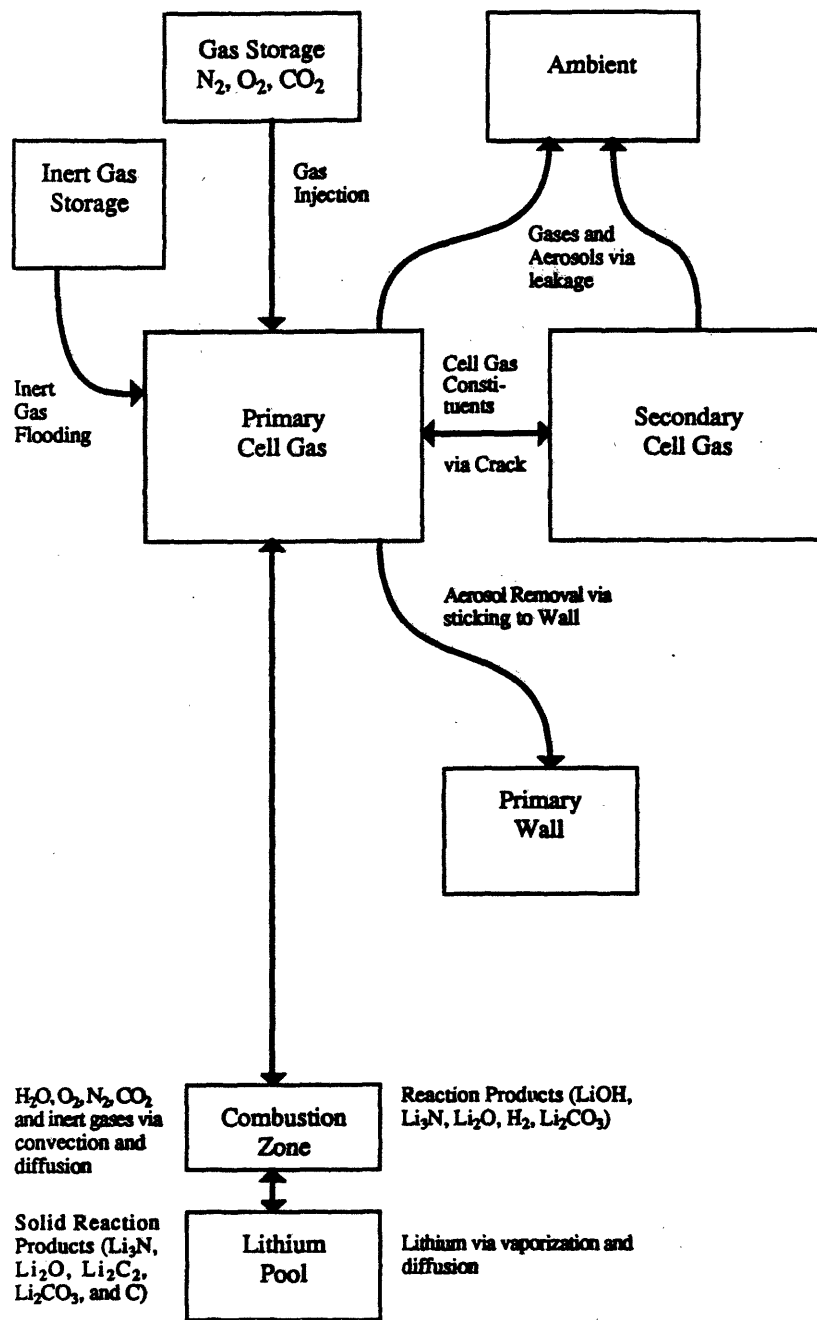 Gas Storage
N₂, O₂, CO₂
Ambient
Inert Gas
Storage
Gas
Injection
Gases and
Aerosols via
leakage
Inert
Gas
Flooding
Primary
Cell Gas
Cell Gas
Consti-
tuents
via Crack
Secondary
Cell Gas
Aerosol Removal via
sticking to Wall
Primary
Wall
H₂O, O₂, N₂, CO₂
and inert gases via
convection and
diffusion
Combustion
Zone
Reaction Products (LiOH,
Li₃N, Li₂O, H₂, Li₂CO₃)
Solid Reaction
Products (Li₃N,
Li₂O, Li₂C₂,
Li₂CO₃, and C)
Lithium
Pool
Lithium via vaporization and
diffusion